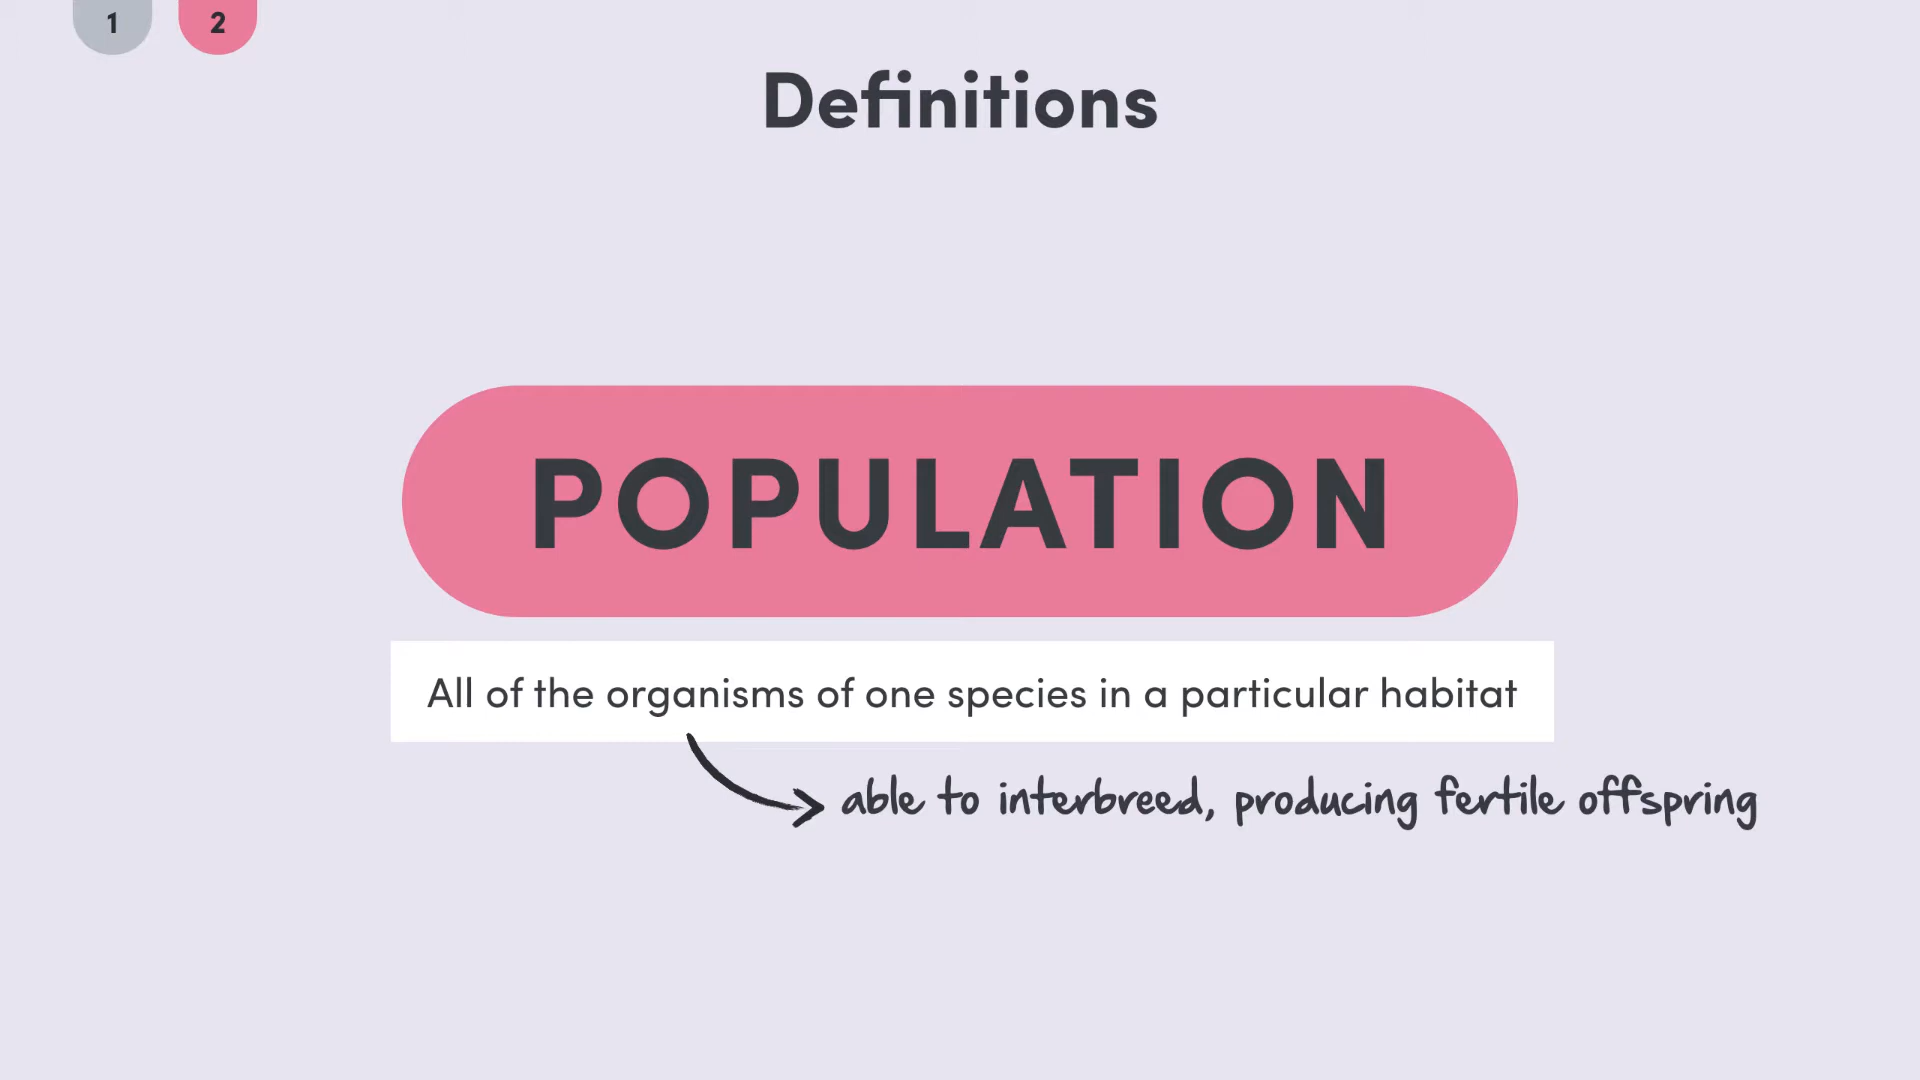 1 2
Definitions
POPULATION
All of the organisms of one species in a particular habitat
able to interbreed, producing fertile offspring